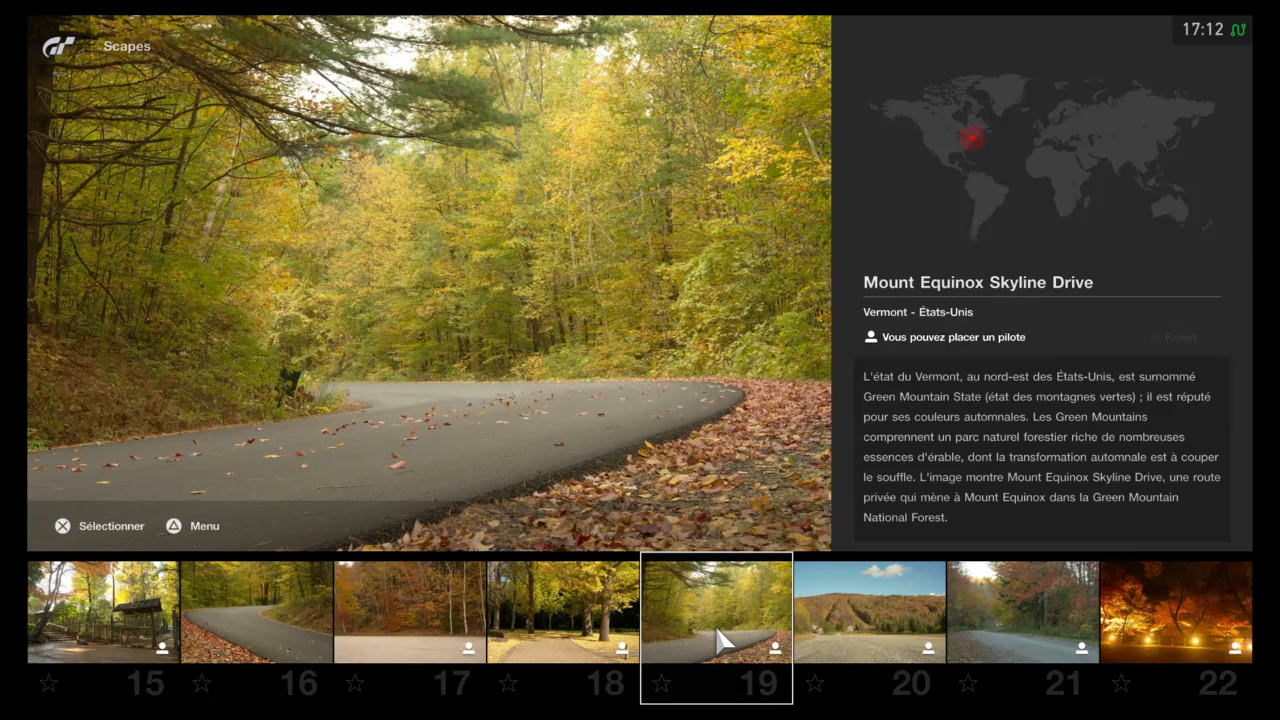 Scapes
17:12
Mount Equinox Skyline Drive
Vermont - États-Unis
Vous pouvez placer un pilote
Favori
L'état du Vermont, au nord-est des États-Unis, est surnommé
Green Mountain State (état des montagnes vertes) ; il est réputé
pour ses couleurs automnales. Les Green Mountains
comprennent un parc naturel forestier riche de nombreuses
essences d'érable, dont la transformation automnale est à couper
le souffle. L'image montre Mount Equinox Skyline Drive, une route
privée qui mène à Mount Equinox dans la Green Mountain
National Forest.
Sélectionner
Menu
15
16
17
18
19
20
21
22